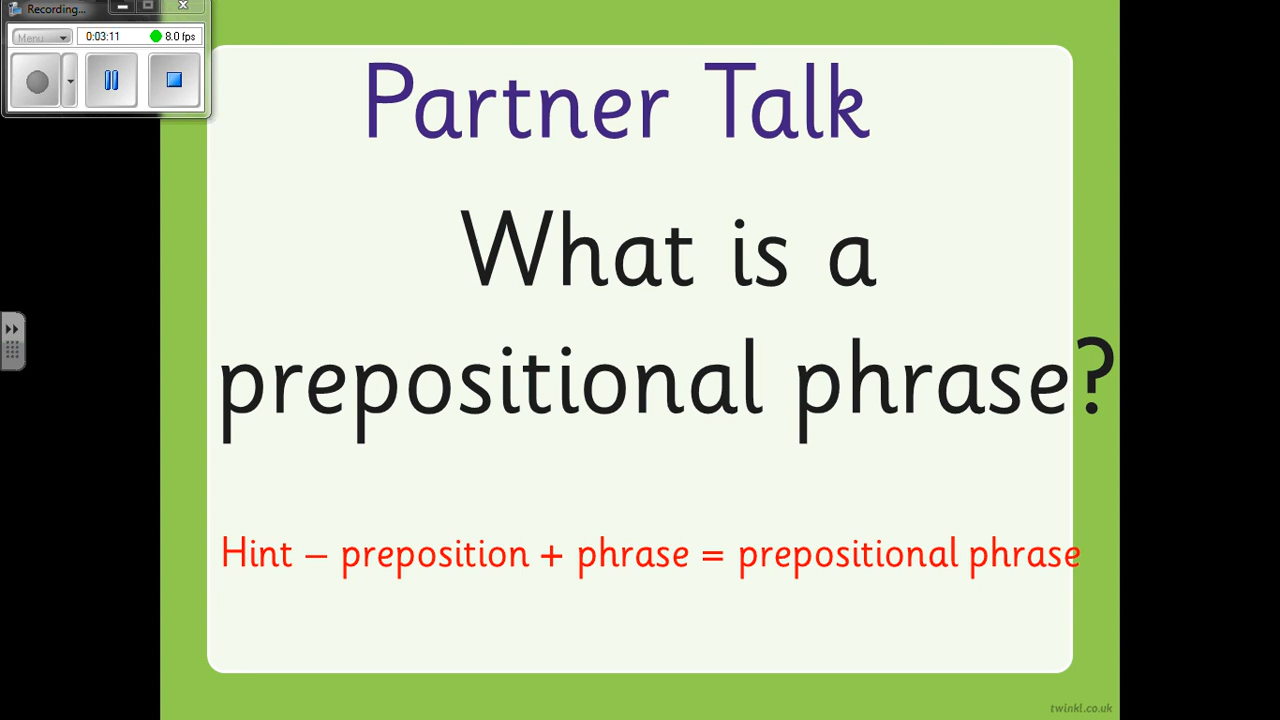 Recording...
Menu
0:03:11
8.0 fps
Partner Talk
What is a
prepositional phrase?
Hint – preposition + phrase = prepositional phrase
twinkl.co.uk